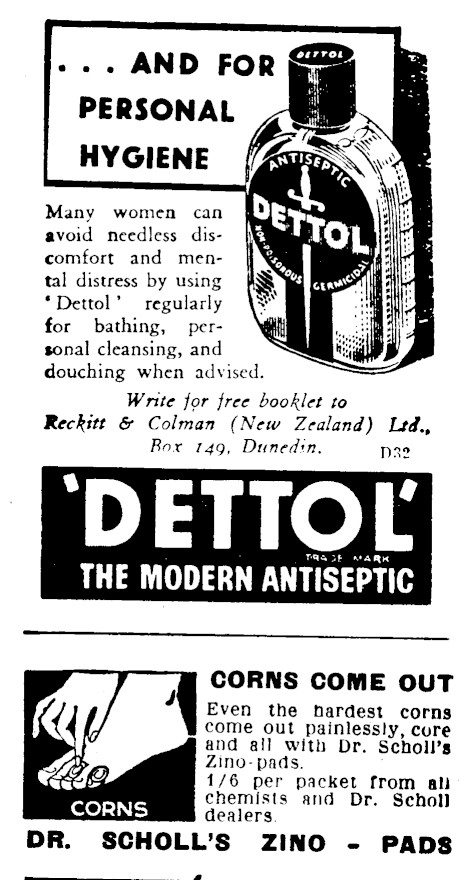 . . . AND FOR
PERSONAL
HYGIENE
DETTOL
ANTISEPTIC
DETTOL
NON-POISONOUS GERMICIDAL
Many women can
avoid needless dis-
comfort and men-
tal distress by using
‘Dettol’ regularly
for bathing, per-
sonal cleansing, and
douching when advised.
Write for free booklet to
Reckitt & Colman (New Zealand) Ltd.,
Box 149, Dunedin. D32
‘DETTOL’
TRADE MARK
THE MODERN ANTISEPTIC
CORNS COME OUT
Even the hardest corns
come out painlessly, core
and all with Dr. Scholl's
Zino-pads.
1/6 per packet from all
chemists and Dr. Scholl
dealers.
CORNS
DR. SCHOLL'S ZINO - PADS